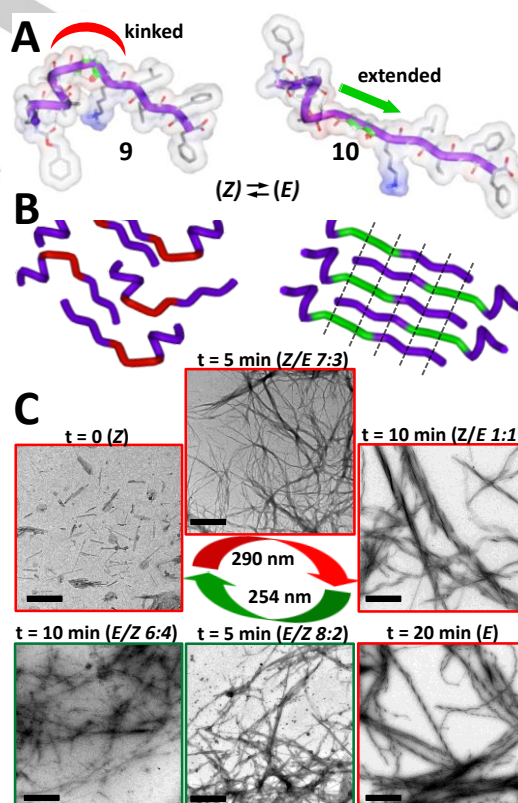 A
kinked
extended
9
10
(Z) ⇄ (E)
B
t = 5 min (Z/E 7:3)
C
t = 0 (Z)
t = 10 min (Z/E 1:1
290 nm
254 nm
t = 10 min (E/Z 6:4)
t = 5 min (E/Z 8:2)
t = 20 min (E)